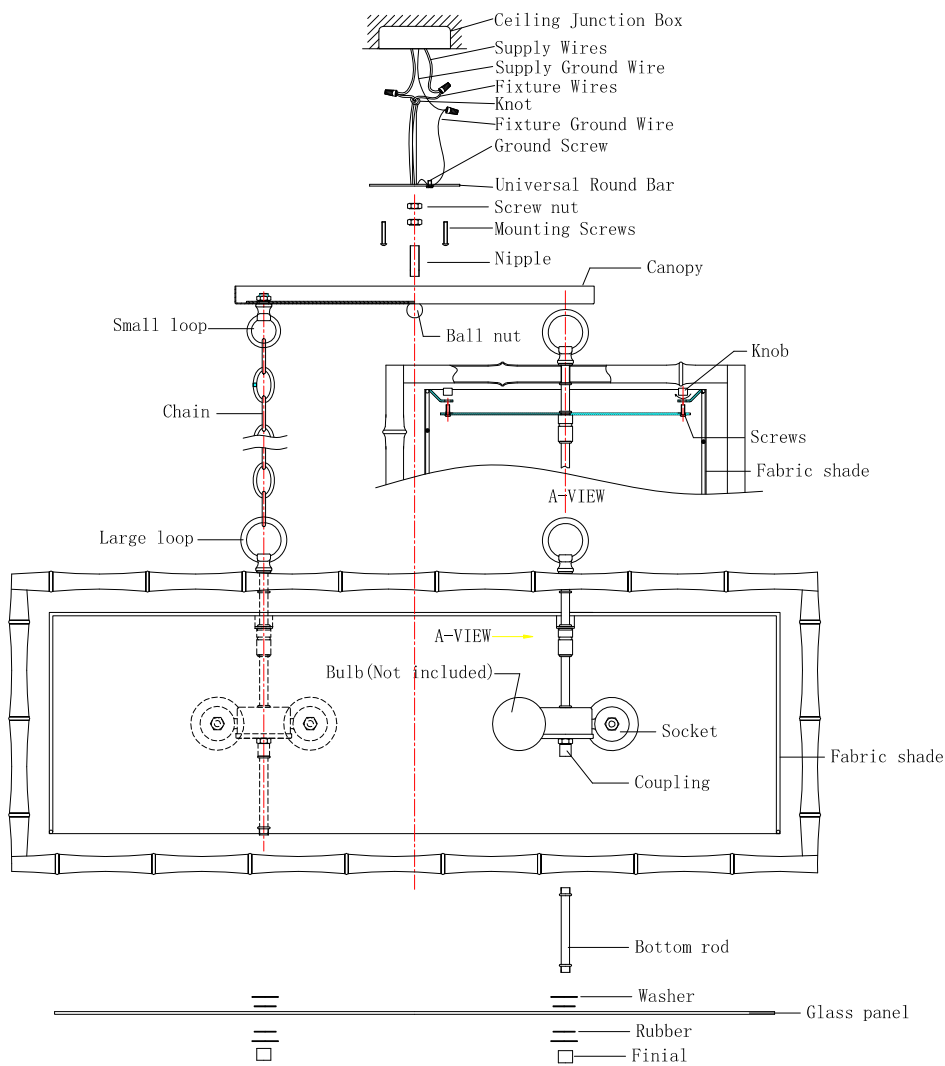 Ceiling Junction Box
Supply Wires
Supply Ground Wire
Fixture Wires
Knot
Fixture Ground Wire
Ground Screw
Universal Round Bar
Screw nut
Mounting Screws
Nipple
Canopy
Small loop
Ball nut
Knob
Chain
Screws
Fabric shade
A-VIEW
Large loop
A-VIEW
Bulb(Not included)
Socket
Fabric shade
Coupling
Bottom rod
Washer
Glass panel
Rubber
Finial